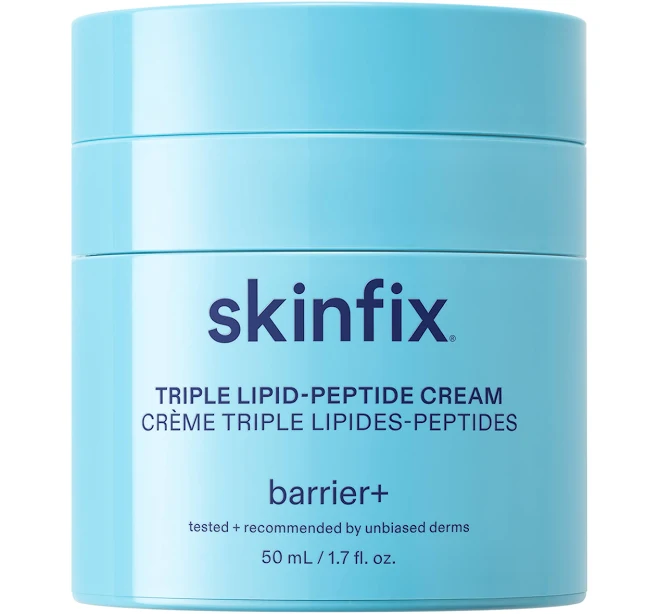 skinfix®
TRIPLE LIPID-PEPTIDE CREAM
CRÈME TRIPLE LIPIDES-PEPTIDES
barrier+
tested + recommended by unbiased derms
50 mL / 1.7 fl. oz.